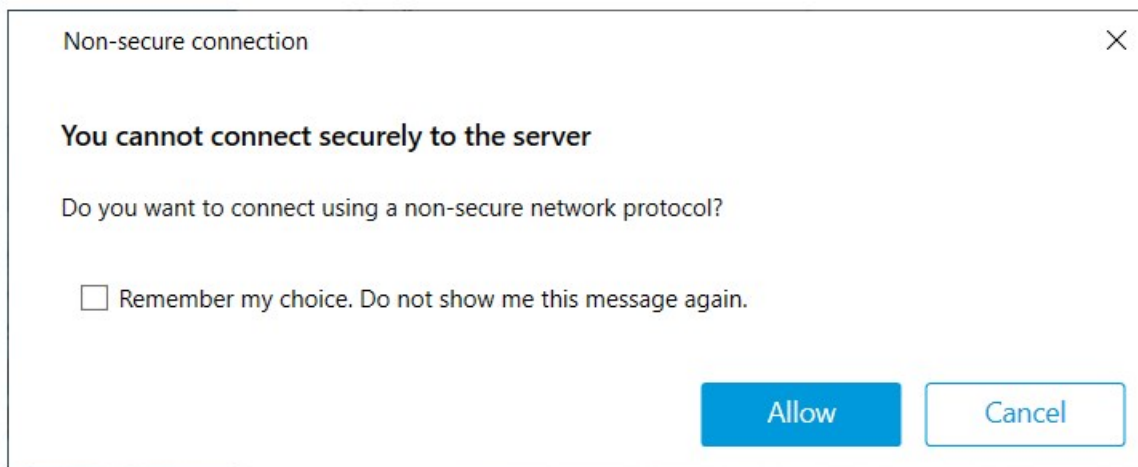 Non-secure connection
You cannot connect securely to the server
Do you want to connect using a non-secure network protocol?
Remember my choice. Do not show me this message again.
Allow
Cancel